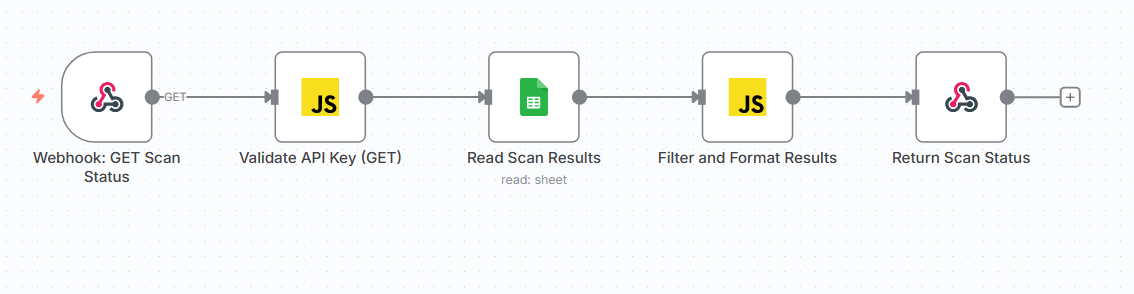 GET
JS
JS
Webhook: GET Scan
Status
Validate API Key (GET)
Read Scan Results
read: sheet
Filter and Format Results
Return Scan Status